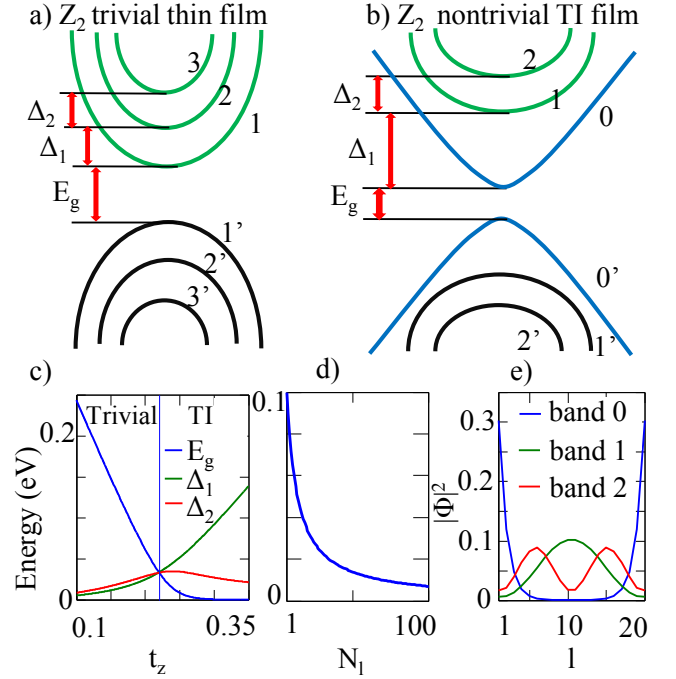 a) Z2 trivial thin film
b) Z2 nontrivial TI film
3
2
1
Δ2
Δ1
Eg
1’
2’
3’
2
1
0
Δ2
Δ1
Eg
0’
1’
2’
c)
d)
e)
Trivial TI
Eg
Δ1
Δ2
0.2
0
0.1 0.35
Energy (eV)
tz
0.1
1 100
Nl
band 0
band 1
band 2
0.3
0.2
0.1
0
|Φ|²
1 10 20
l